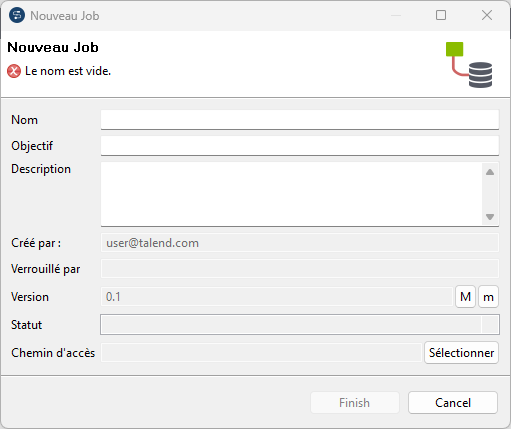 Nouveau Job
Nouveau Job
Le nom est vide.
Nom
Objectif
Description
Créé par : user@talend.com
Verrouillé par
Version 0.1 M m
Statut
Chemin d'accès Sélectionner
Finish Cancel